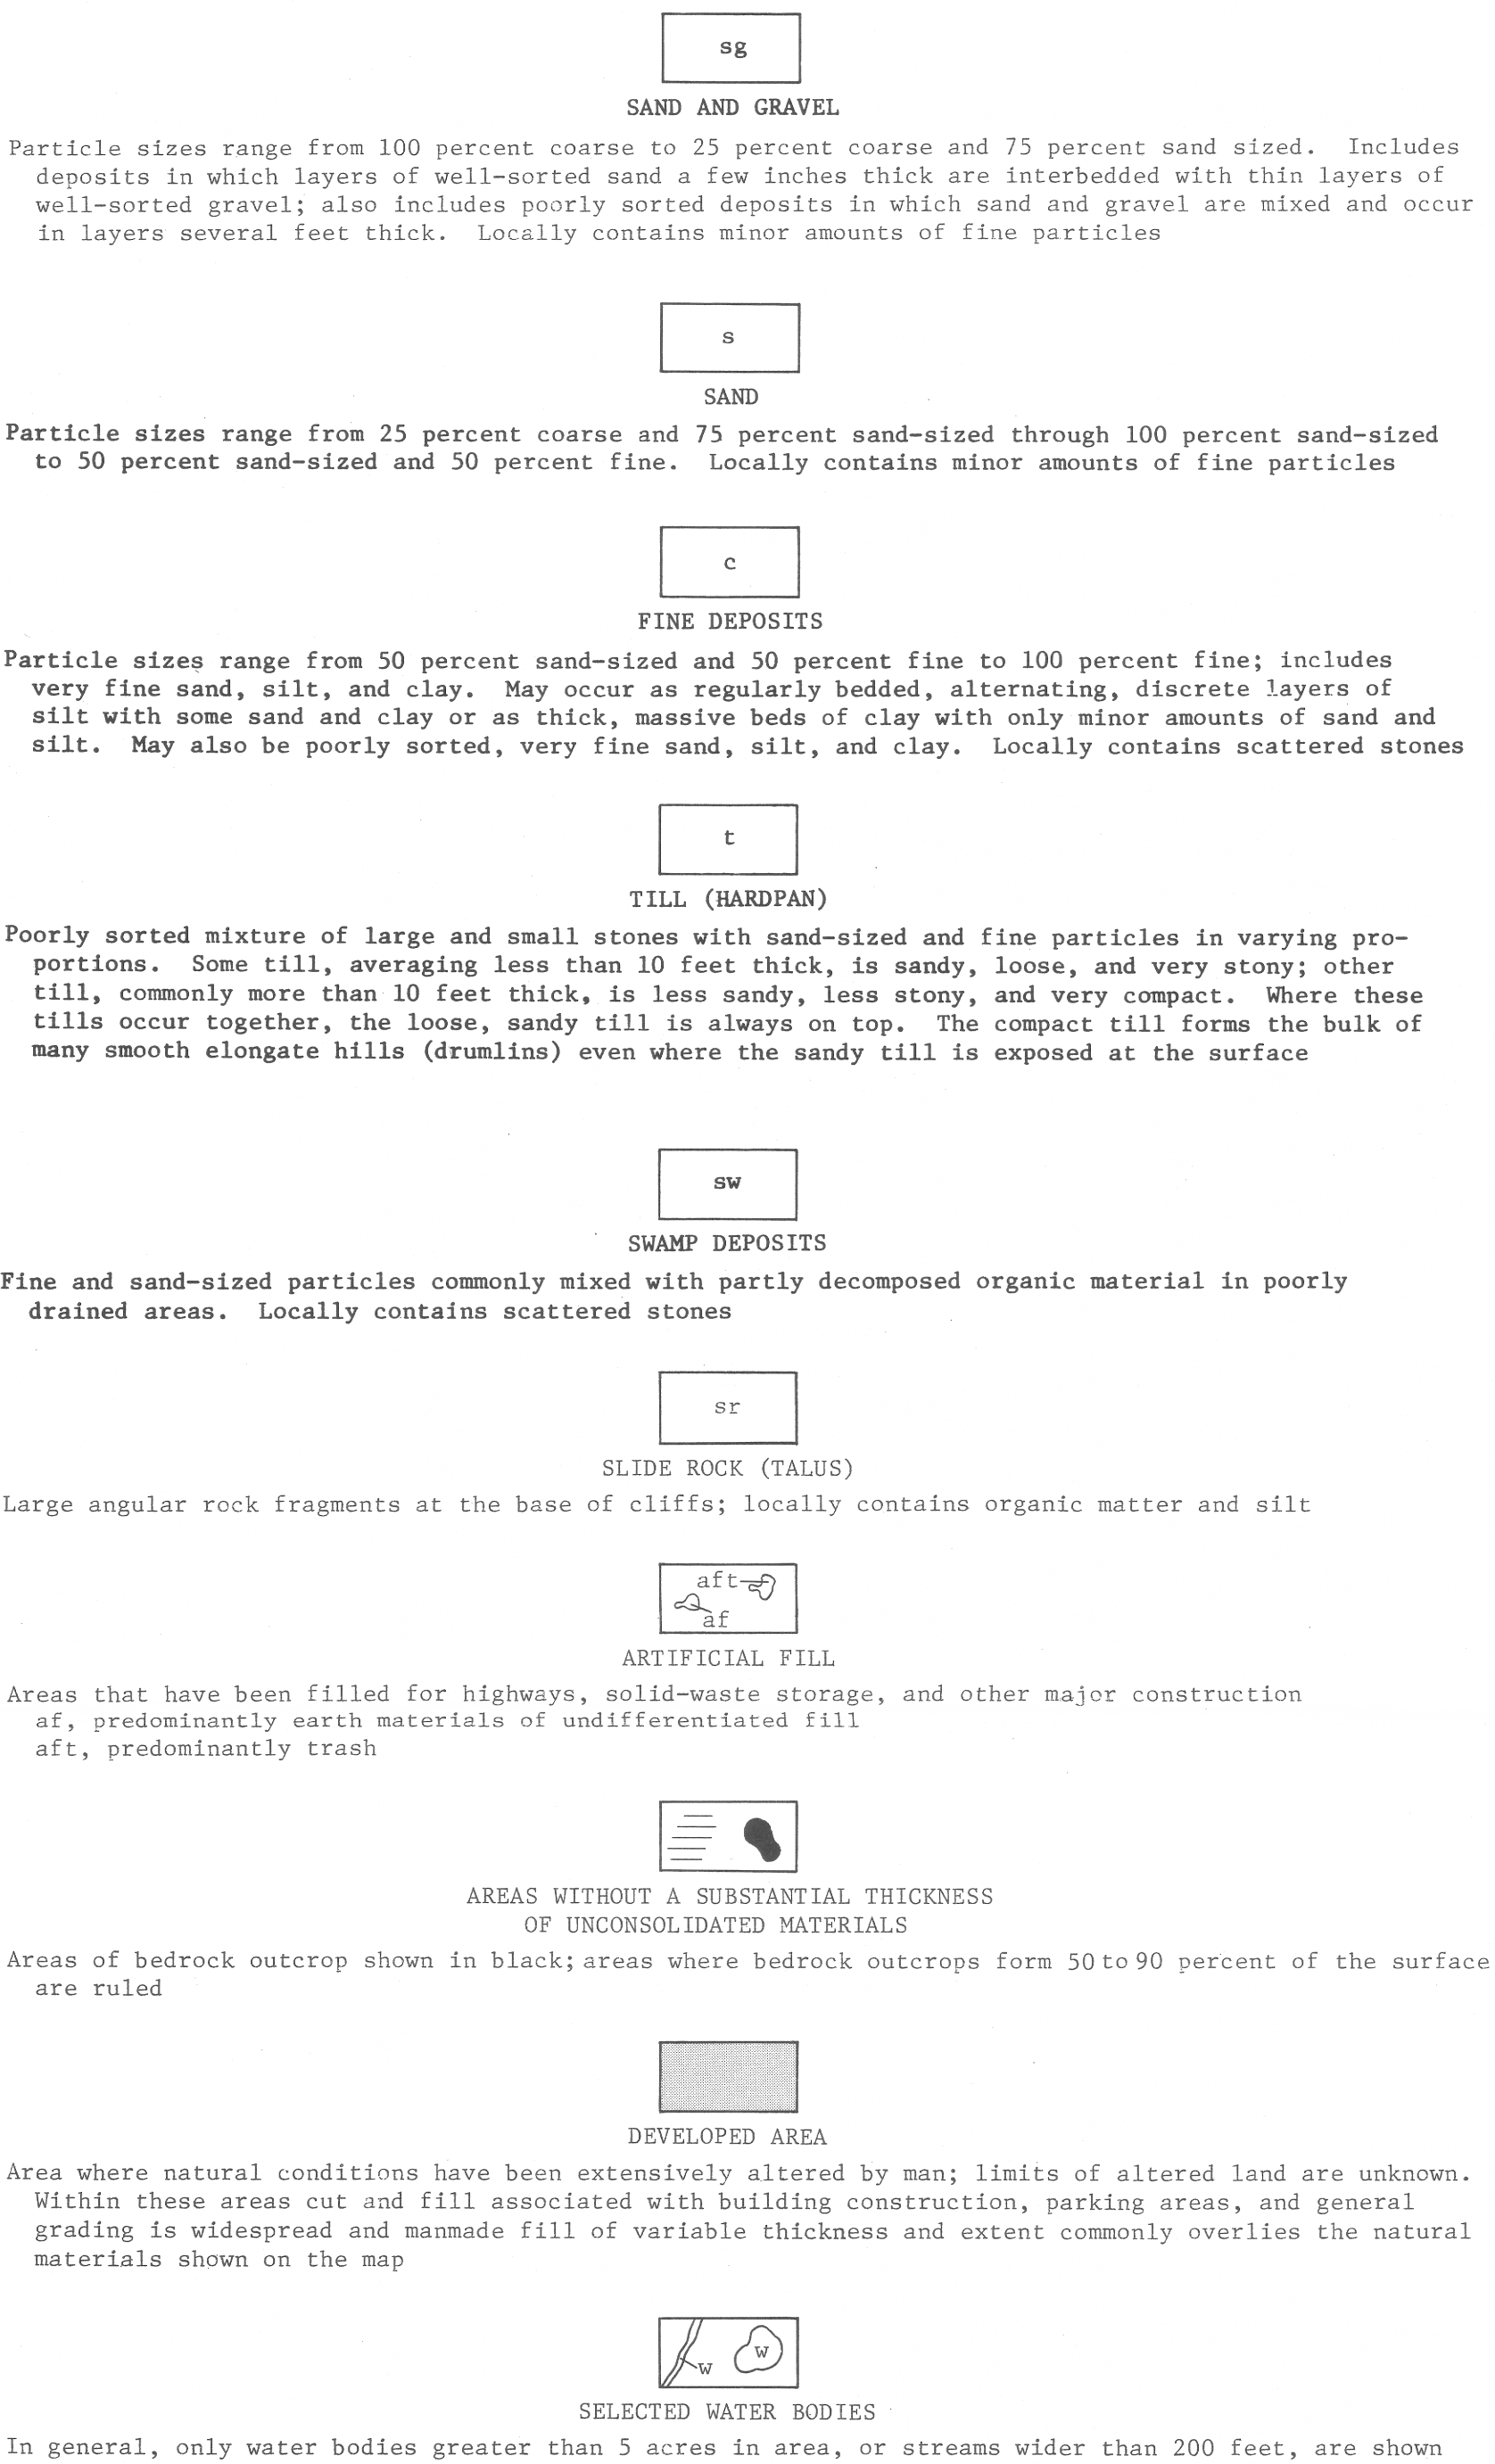 sg
SAND AND GRAVEL
Particle sizes range from 100 percent coarse to 25 percent coarse and 75 percent sand sized. Includes
deposits in which layers of well-sorted sand a few inches thick are interbedded with thin layers of
well-sorted gravel; also includes poorly sorted deposits in which sand and gravel are mixed and occur
in layers several feet thick. Locally contains minor amounts of fine particles
s
SAND
Particle sizes range from 25 percent coarse and 75 percent sand-sized through 100 percent sand-sized
to 50 percent sand-sized and 50 percent fine. Locally contains minor amounts of fine particles
c
FINE DEPOSITS
Particle sizes range from 50 percent sand-sized and 50 percent fine to 100 percent fine; includes
very fine sand, silt, and clay. May occur as regularly bedded, alternating, discrete layers of
silt with some sand and clay or as thick, massive beds of clay with only minor amounts of sand and
silt. May also be poorly sorted, very fine sand, silt, and clay. Locally contains scattered stones
t
TILL (HARDPAN)
Poorly sorted mixture of large and small stones with sand-sized and fine particles in varying pro-
portions. Some till, averaging less than 10 feet thick, is sandy, loose, and very stony; other
till, commonly more than 10 feet thick, is less sandy, less stony, and very compact. Where these
tills occur together, the loose, sandy till is always on top. The compact till forms the bulk of
many smooth elongate hills (drumlins) even where the sandy till is exposed at the surface
sw
SWAMP DEPOSITS
Fine and sand-sized particles commonly mixed with partly decomposed organic material in poorly
drained areas. Locally contains scattered stones
sr
SLIDE ROCK (TALUS)
Large angular rock fragments at the base of cliffs; locally contains organic matter and silt
aft
af
ARTIFICIAL FILL
Areas that have been filled for highways, solid-waste storage, and other major construction
af, predominantly earth materials of undifferentiated fill
aft, predominantly trash
AREAS WITHOUT A SUBSTANTIAL THICKNESS
OF UNCONSOLIDATED MATERIALS
Areas of bedrock outcrop shown in black; areas where bedrock outcrops form 50 to 90 percent of the surface
are ruled
DEVELOPED AREA
Area where natural conditions have been extensively altered by man; limits of altered land are unknown.
Within these areas cut and fill associated with building construction, parking areas, and general
grading is widespread and manmade fill of variable thickness and extent commonly overlies the natural
materials shown on the map
w w
SELECTED WATER BODIES
In general, only water bodies greater than 5 acres in area, or streams wider than 200 feet, are shown